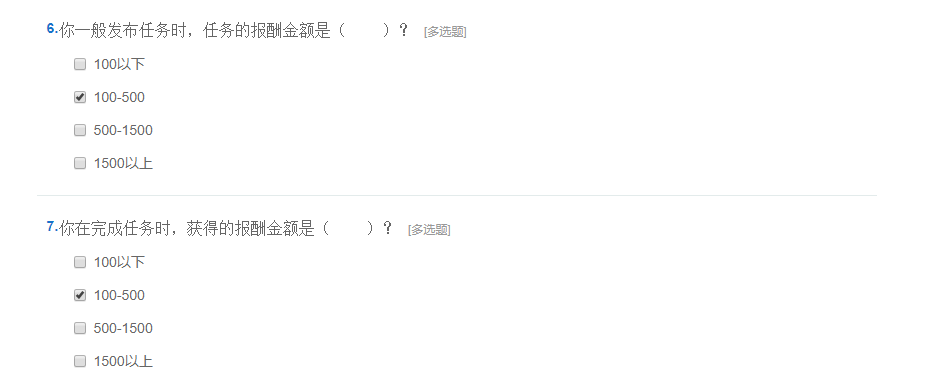 6.你一般发布任务时，任务的报酬金额是（　　）？ [多选题]
100以下
100-500
500-1500
1500以上
7.你在完成任务时，获得的报酬金额是（　　）？ [多选题]
100以下
100-500
500-1500
1500以上